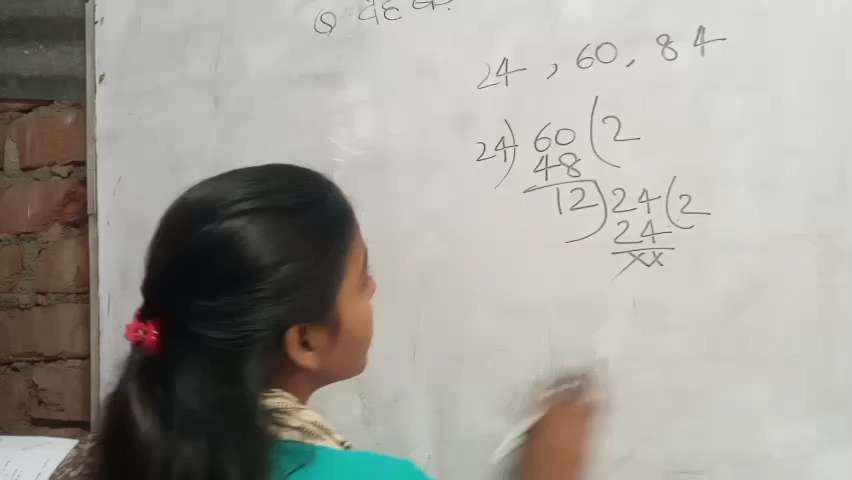 24, 60, 84
24) 60 (2
48
12) 24 (2
24
xx